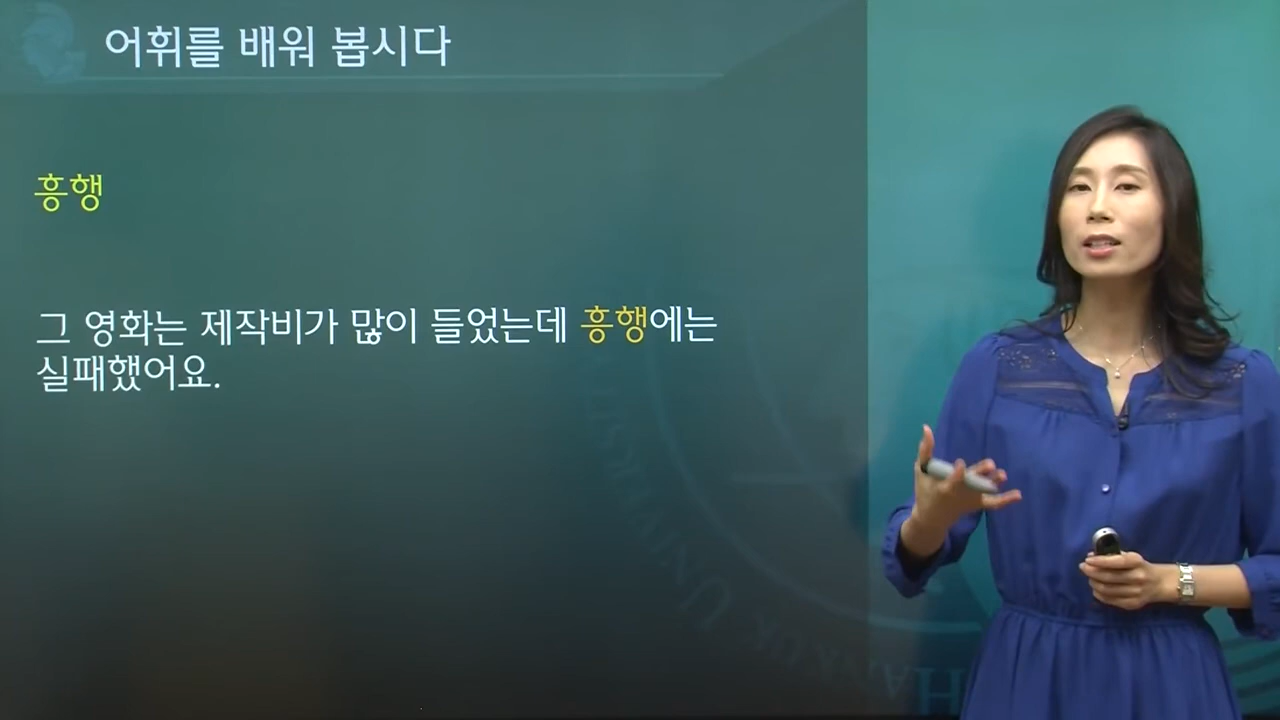 어휘를 배워 봅시다
흥행
그 영화는 제작비가 많이 들었는데 흥행에는
실패했어요.